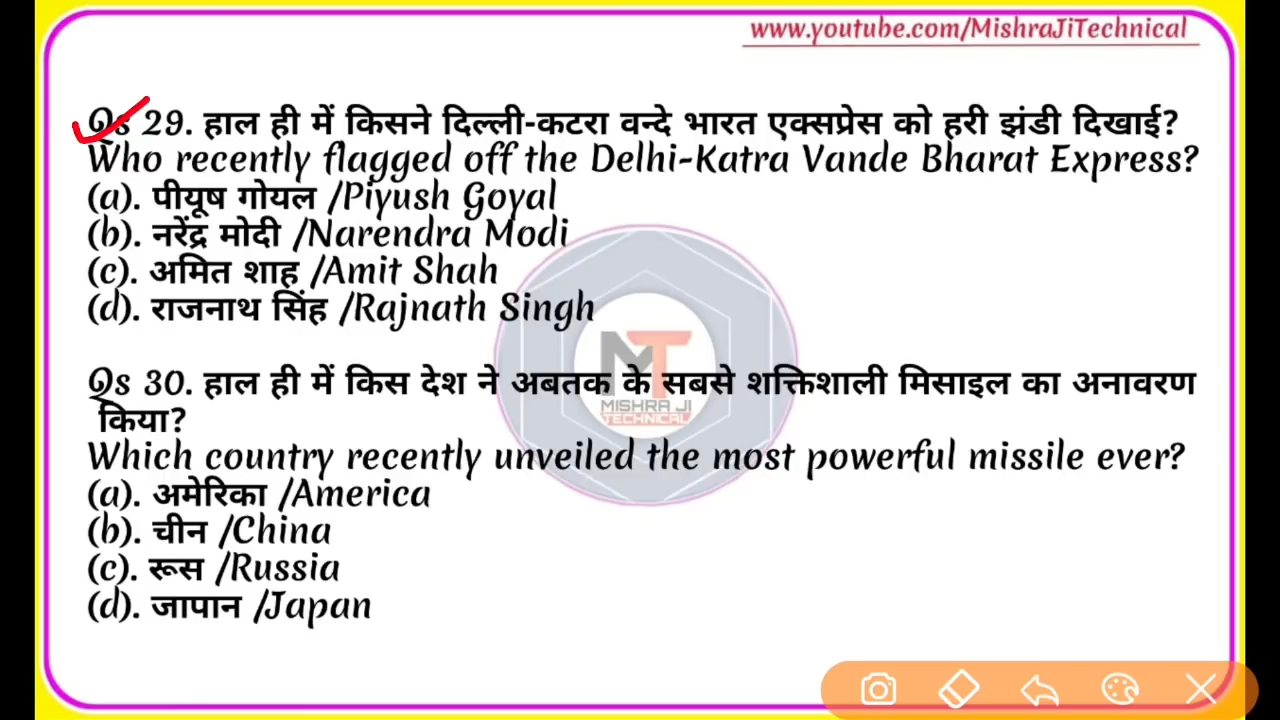 www.youtube.com/MishraJiTechnical
Qs 29. हाल ही में किसने दिल्ली-कटरा वन्दे भारत एक्सप्रेस को हरी झंडी दिखाई?
Who recently flagged off the Delhi-Katra Vande Bharat Express?
(a). पीयूष गोयल /Piyush Goyal
(b). नरेंद्र मोदी /Narendra Modi
(c). अमित शाह /Amit Shah
(d). राजनाथ सिंह /Rajnath Singh
Qs 30. हाल ही में किस देश ने अबतक के सबसे शक्तिशाली मिसाइल का अनावरण
किया?
Which country recently unveiled the most powerful missile ever?
(a). अमेरिका /America
(b). चीन /China
(c). रूस /Russia
(d). जापान /Japan
MT
MISHRA JI
TECHNICAL